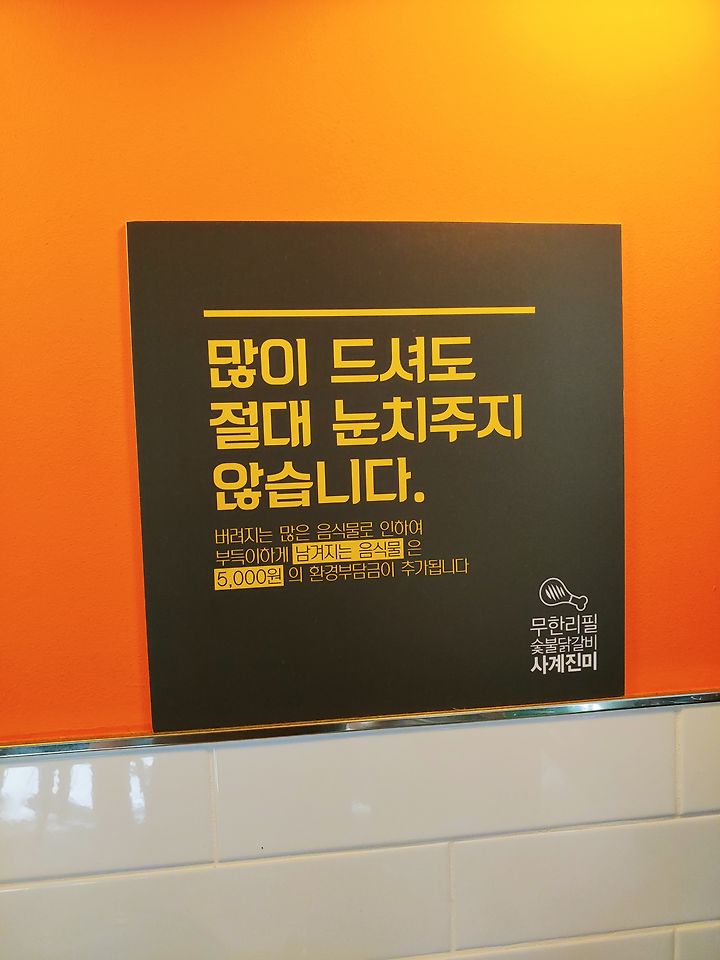 많이 드셔도
절대 눈치주지
않습니다.
버려지는 많은 음식물로 인하여
부득이하게 남겨지는 음식물 은
5,000원 의 환경부담금이 추가됩니다
무한리필
숯불닭갈비
사계진미